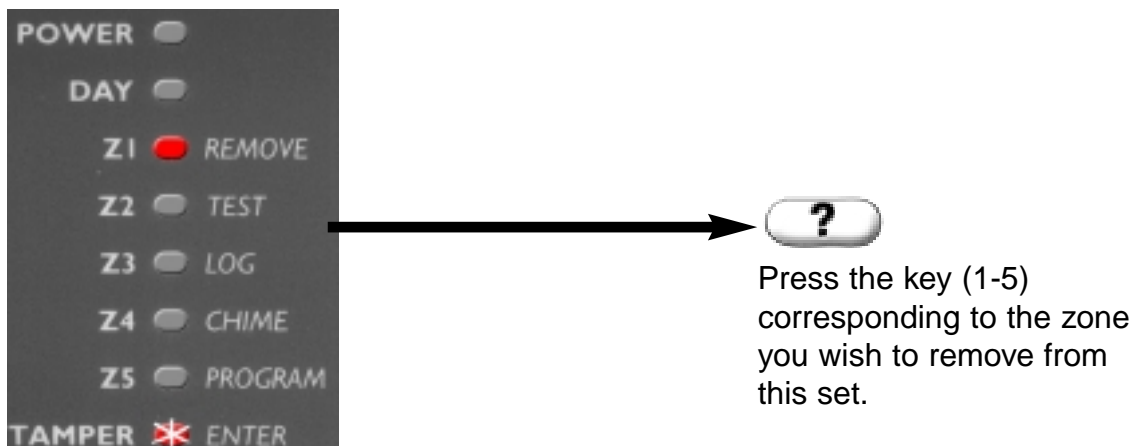 POWER
DAY
Z1 REMOVE
Z2 TEST
Z3 LOG
Z4 CHIME
Z5 PROGRAM
TAMPER ENTER
?
Press the key (1-5)
corresponding to the zone
you wish to remove from
this set.